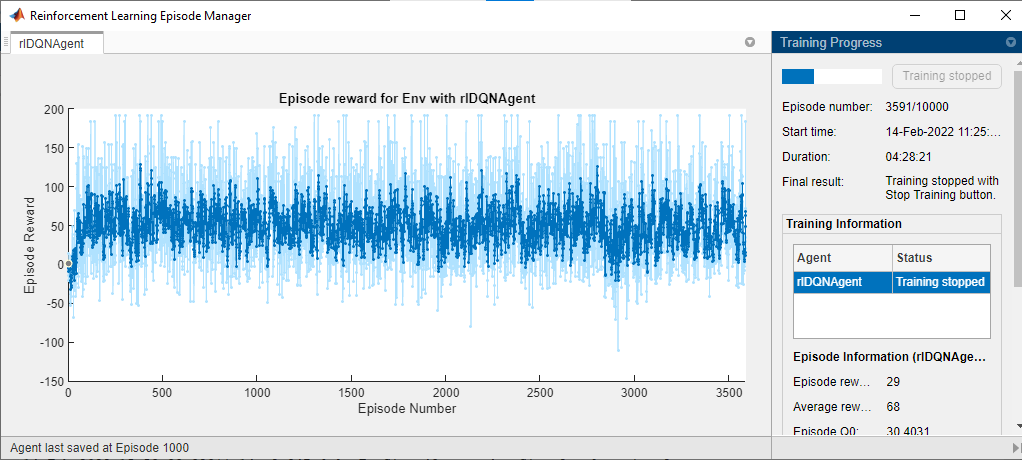 Reinforcement Learning Episode Manager
rlDQNAgent
Training Progress
Training stopped
Episode number: 3591/10000
Start time: 14-Feb-2022 11:25:...
Duration: 04:28:21
Final result: Training stopped with
Stop Training button.
Training Information
Agent Status
rlDQNAgent Training stopped
Episode Information (rlDQNAge...
Episode rew... 29
Average rew... 68
Episode Q0: 30.4031
Episode reward for Env with rlDQNAgent
Episode Reward
200
150
100
50
0
-50
-100
-150
0 500 1000 1500 2000 2500 3000 3500
Episode Number
Agent last saved at Episode 1000